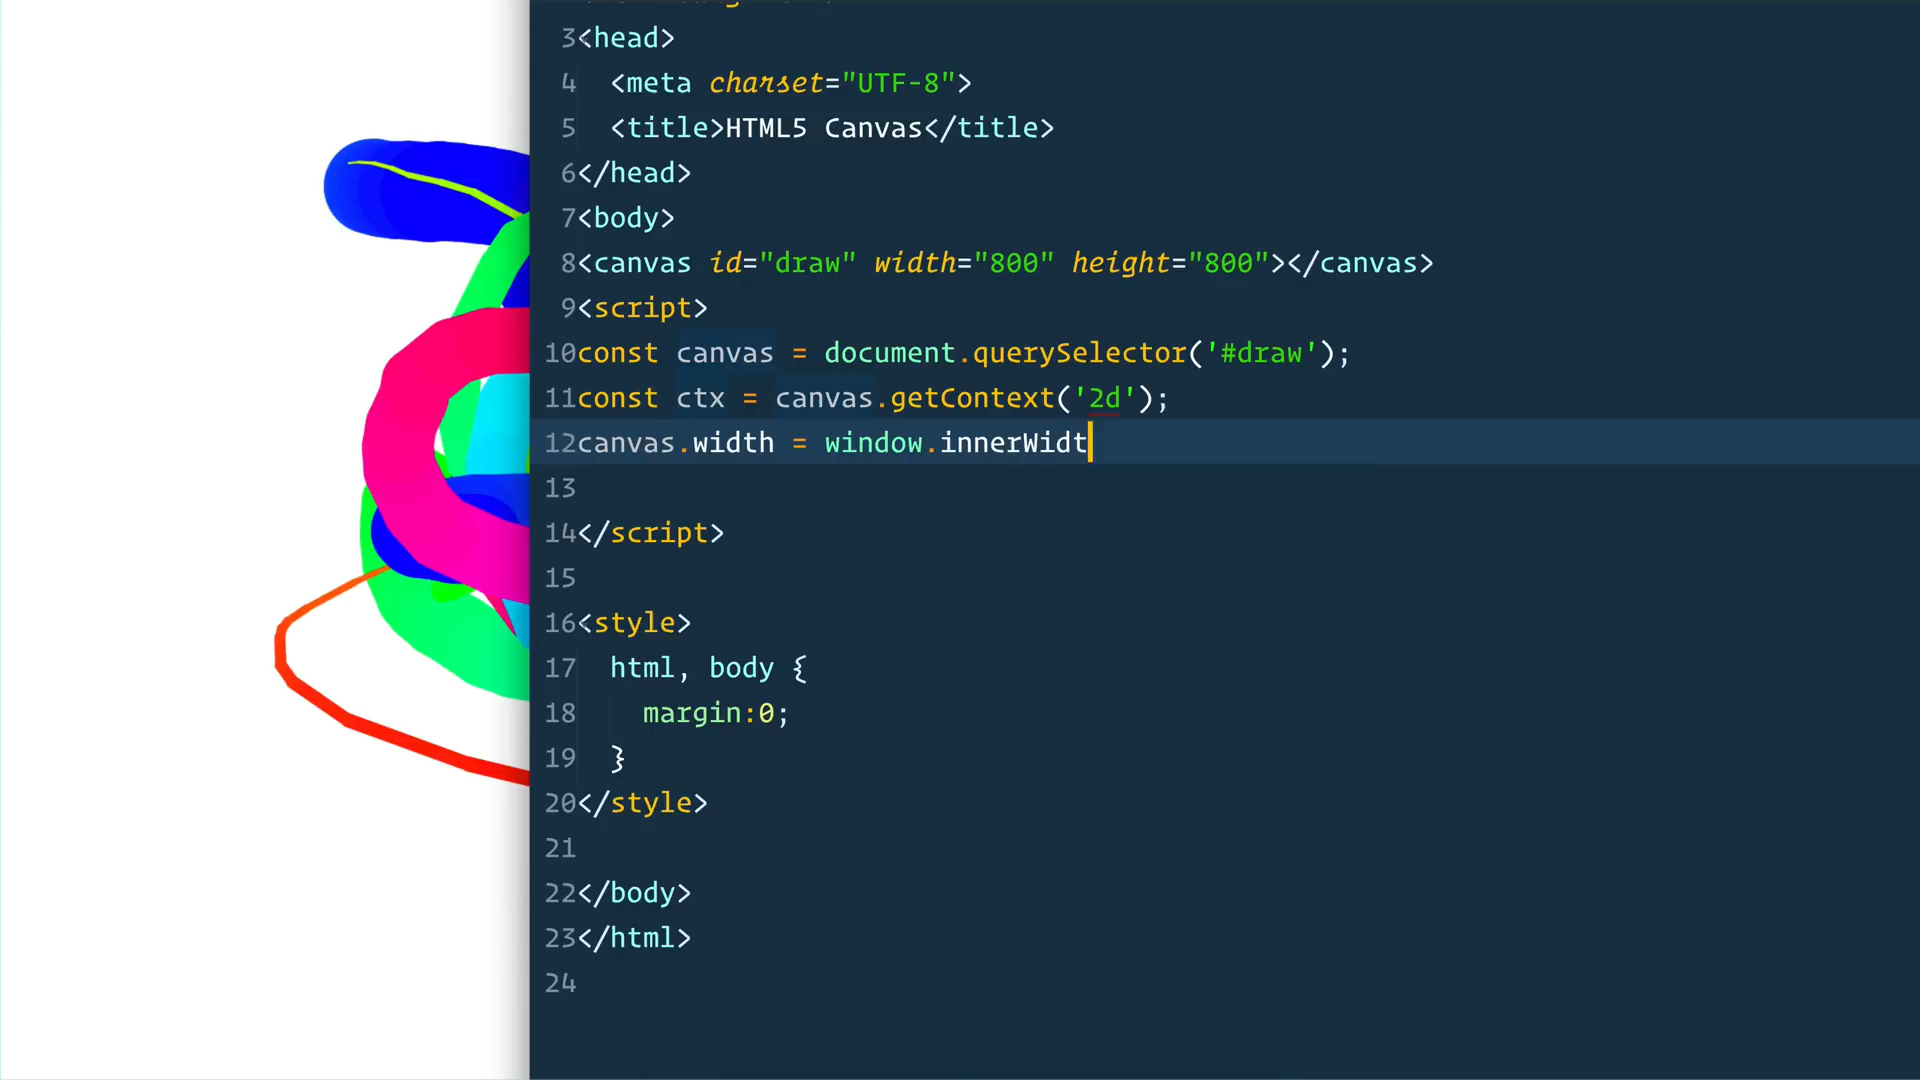 3<head>
4 <meta charset="UTF-8">
5 <title>HTML5 Canvas</title>
6</head>
7<body>
8<canvas id="draw" width="800" height="800"></canvas>
9<script>
10const canvas = document.querySelector('#draw');
11const ctx = canvas.getContext('2d');
12canvas.width = window.innerWidt
13
14</script>
15
16<style>
17 html, body {
18 margin:0;
19 }
20</style>
21
22</body>
23</html>
24